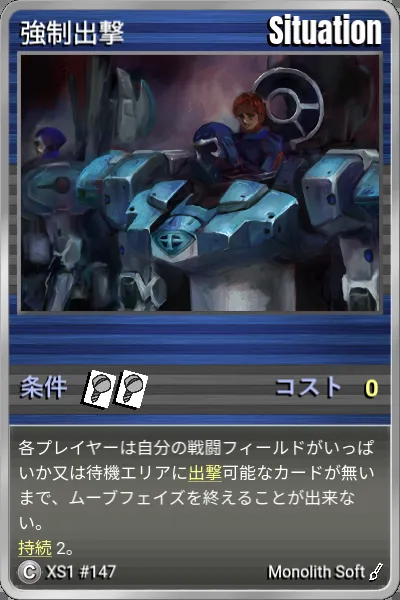 強制出撃 Situation
条件 コスト 0
各プレイヤーは自分の戦闘フィールドがいっぱ
いか又は待機エリアに出撃可能なカードが無い
まで、ムーブフェイズを終えることが出来な
い。
持続 2。
C XS1 #147 Monolith Soft